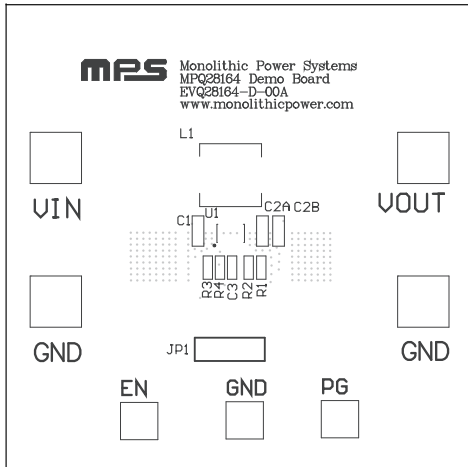 MPS
Monolithic Power Systems
MPQ28164 Demo Board
EVQ28164-D-00A
www.monolithicpower.com
L1
VIN
VOUT
C1
U1
C2A
C2B
R3
R4
C3
R2
R1
GND
GND
JP1
EN
GND
PG